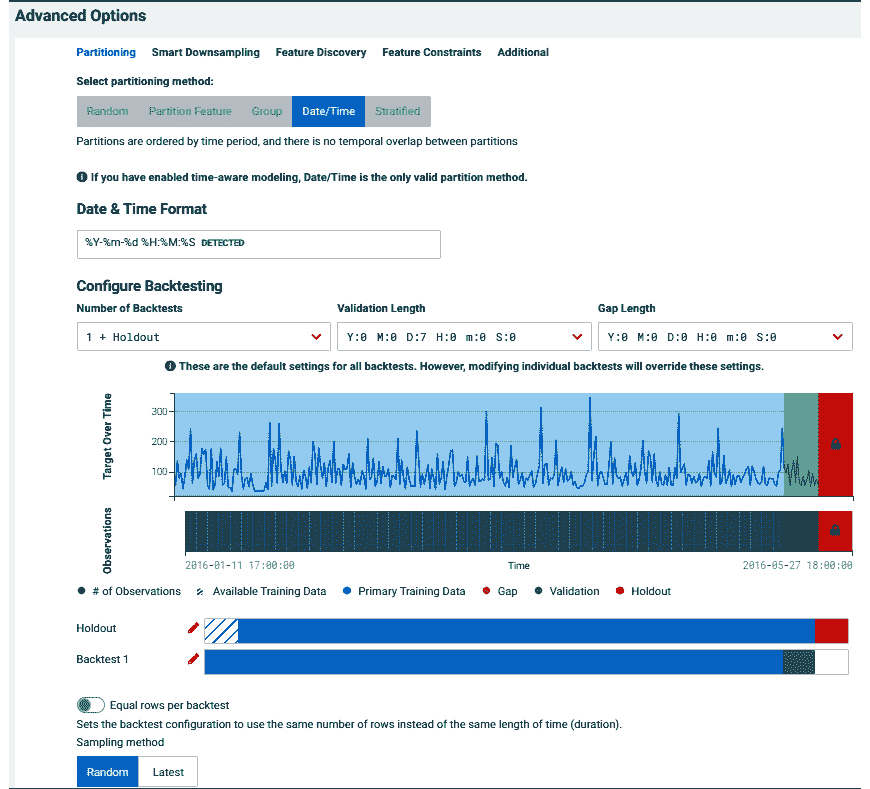 Advanced Options
Partitioning Smart Downsampling Feature Discovery Feature Constraints Additional
Select partitioning method:
Random Partition Feature Group Date/Time Stratified
Partitions are ordered by time period, and there is no temporal overlap between partitions
If you have enabled time-aware modeling, Date/Time is the only valid partition method.
Date & Time Format
%Y-%m-%d %H:%M:%S DETECTED
Configure Backtesting
Number of Backtests Validation Length Gap Length
1 + Holdout Y:0 M:0 D:7 H:0 m:0 S:0 Y:0 M:0 D:0 H:0 m:0 S:0
These are the default settings for all backtests. However, modifying individual backtests will override these settings.
Target Over Time
300
200
100
Observations
2016-01-11 17:00:00 Time 2016-05-27 18:00:00
# of Observations Available Training Data Primary Training Data Gap Validation Holdout
Holdout
Backtest 1
Equal rows per backtest
Sets the backtest configuration to use the same number of rows instead of the same length of time (duration).
Sampling method
Random Latest